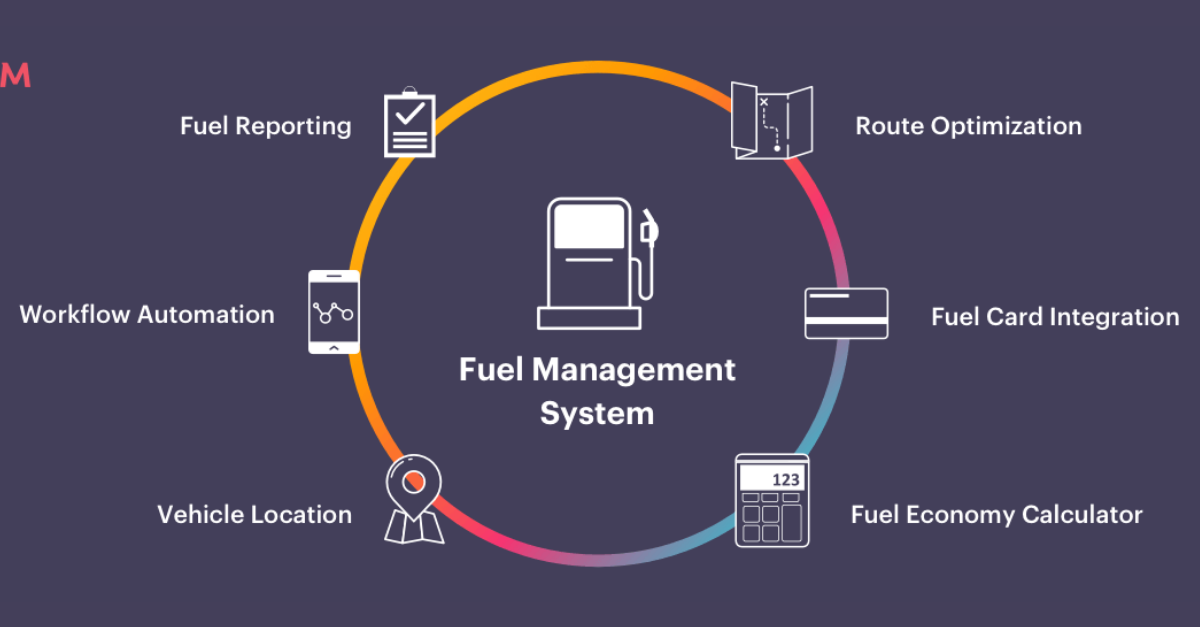 M
Fuel Reporting
Route Optimization
Workflow Automation
Fuel Card Integration
Fuel Management
System
123
Vehicle Location
Fuel Economy Calculator